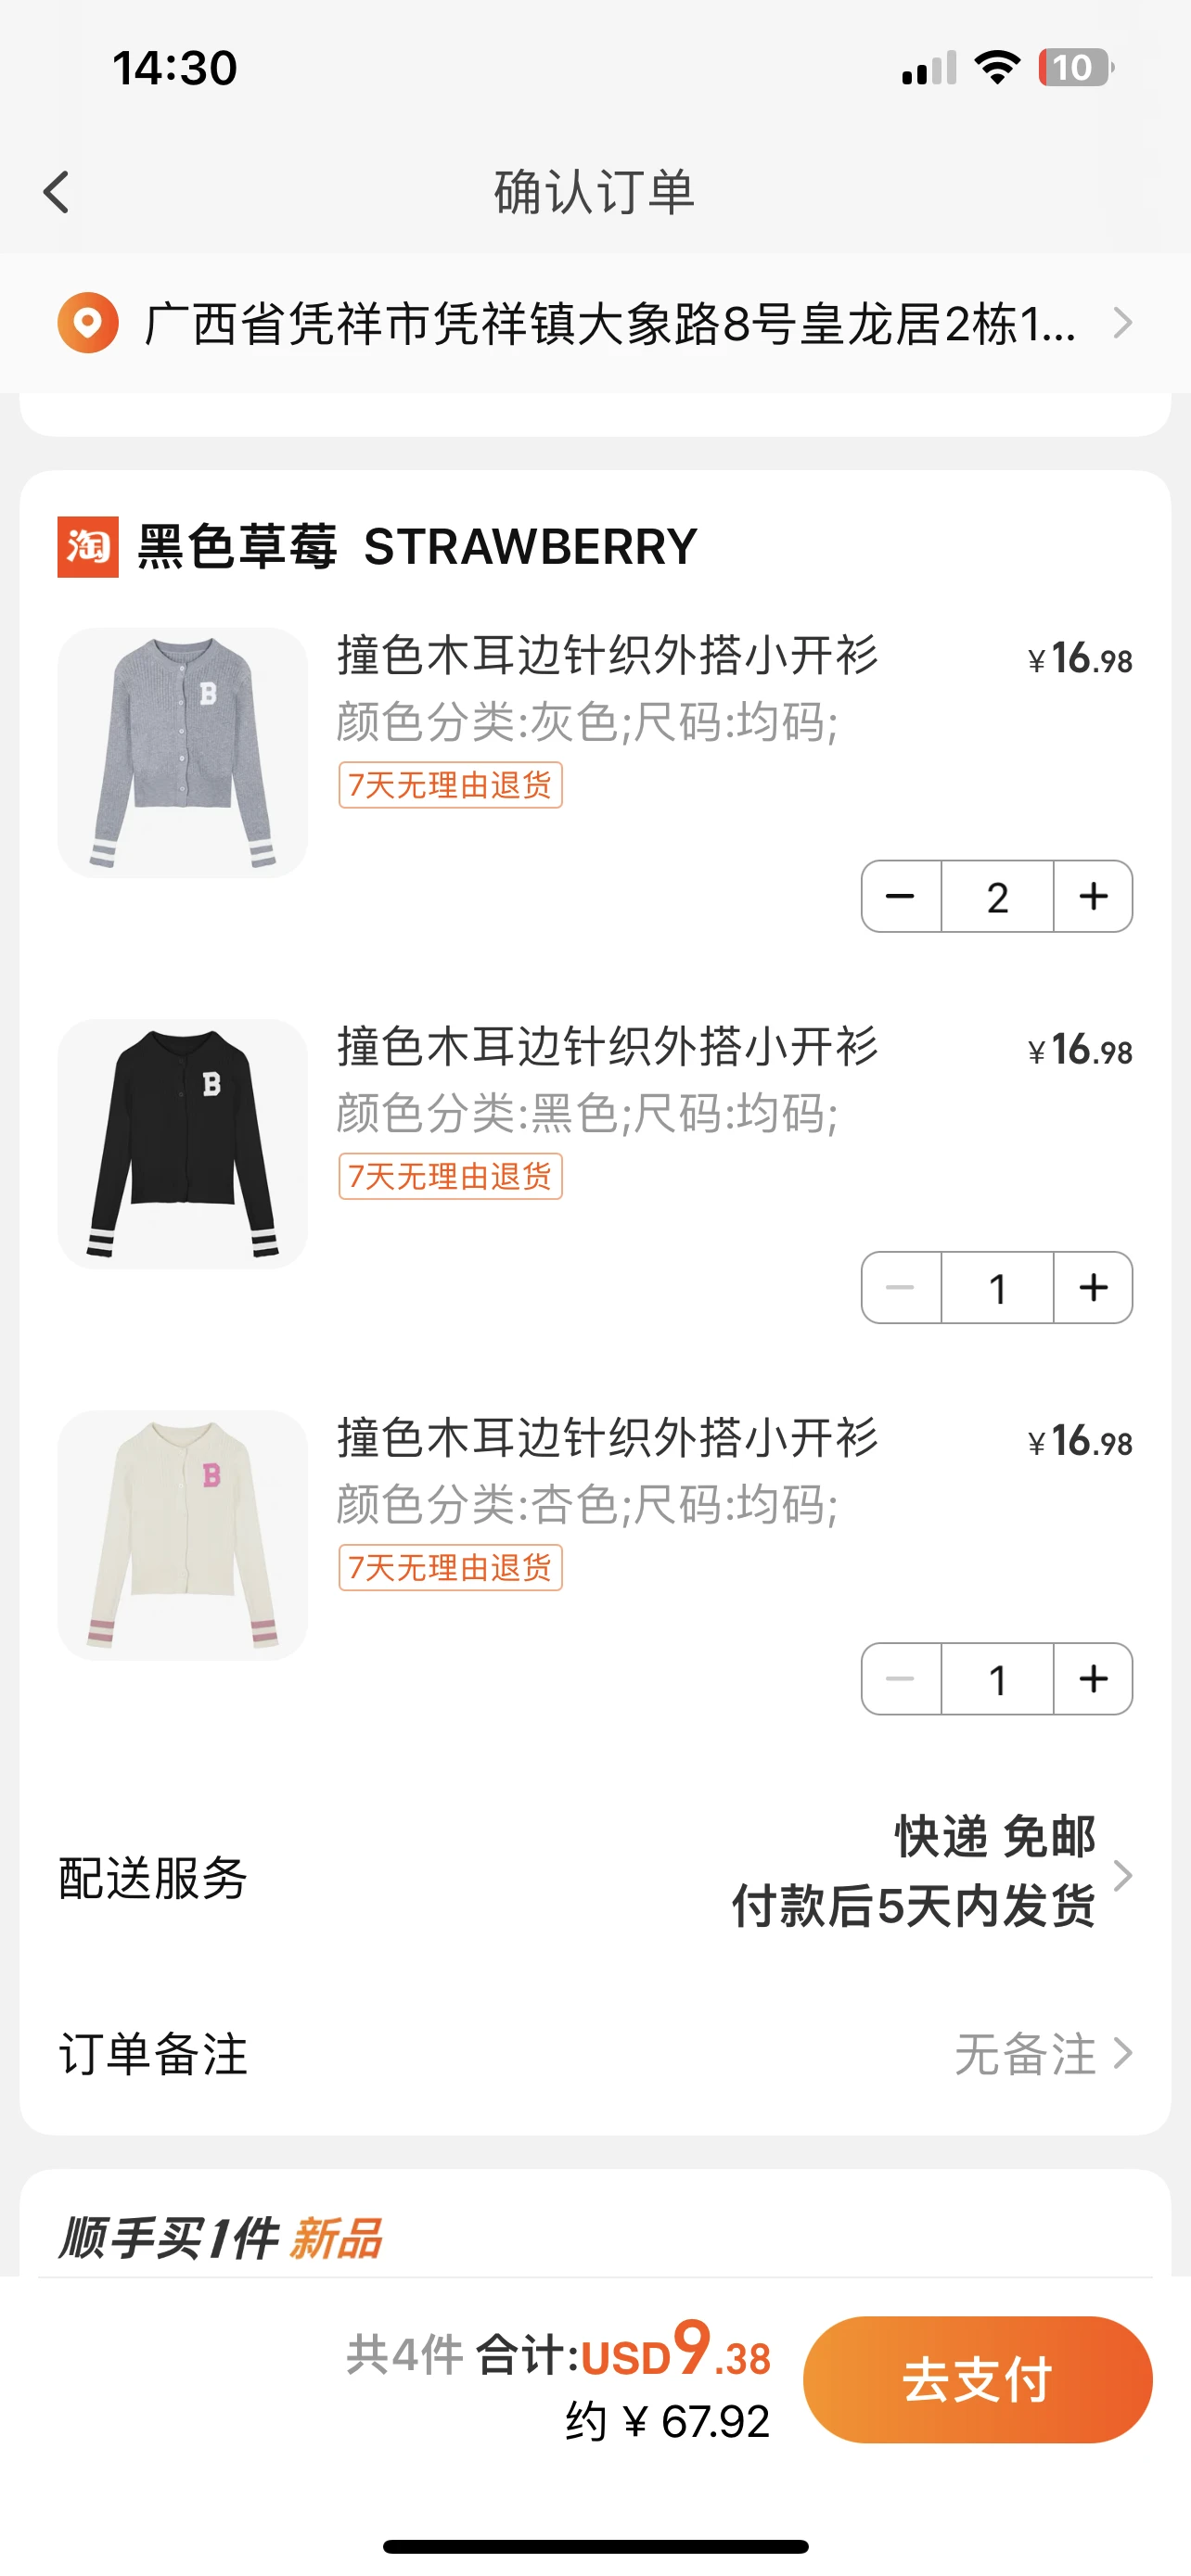 14:30
10
确认订单
广西省凭祥市凭祥镇大象路8号皇龙居2栋1...
淘 黑色草莓 STRAWBERRY
B
撞色木耳边针织外搭小开衫 ¥16.98
颜色分类:灰色;尺码:均码;
7天无理由退货
2
B
撞色木耳边针织外搭小开衫 ¥16.98
颜色分类:黑色;尺码:均码;
7天无理由退货
1
B
撞色木耳边针织外搭小开衫 ¥16.98
颜色分类:杏色;尺码:均码;
7天无理由退货
1
配送服务
快递 免邮
付款后5天内发货
订单备注 无备注
顺手买1件 新品
共4件 合计:USD9.38
约 ¥ 67.92
去支付